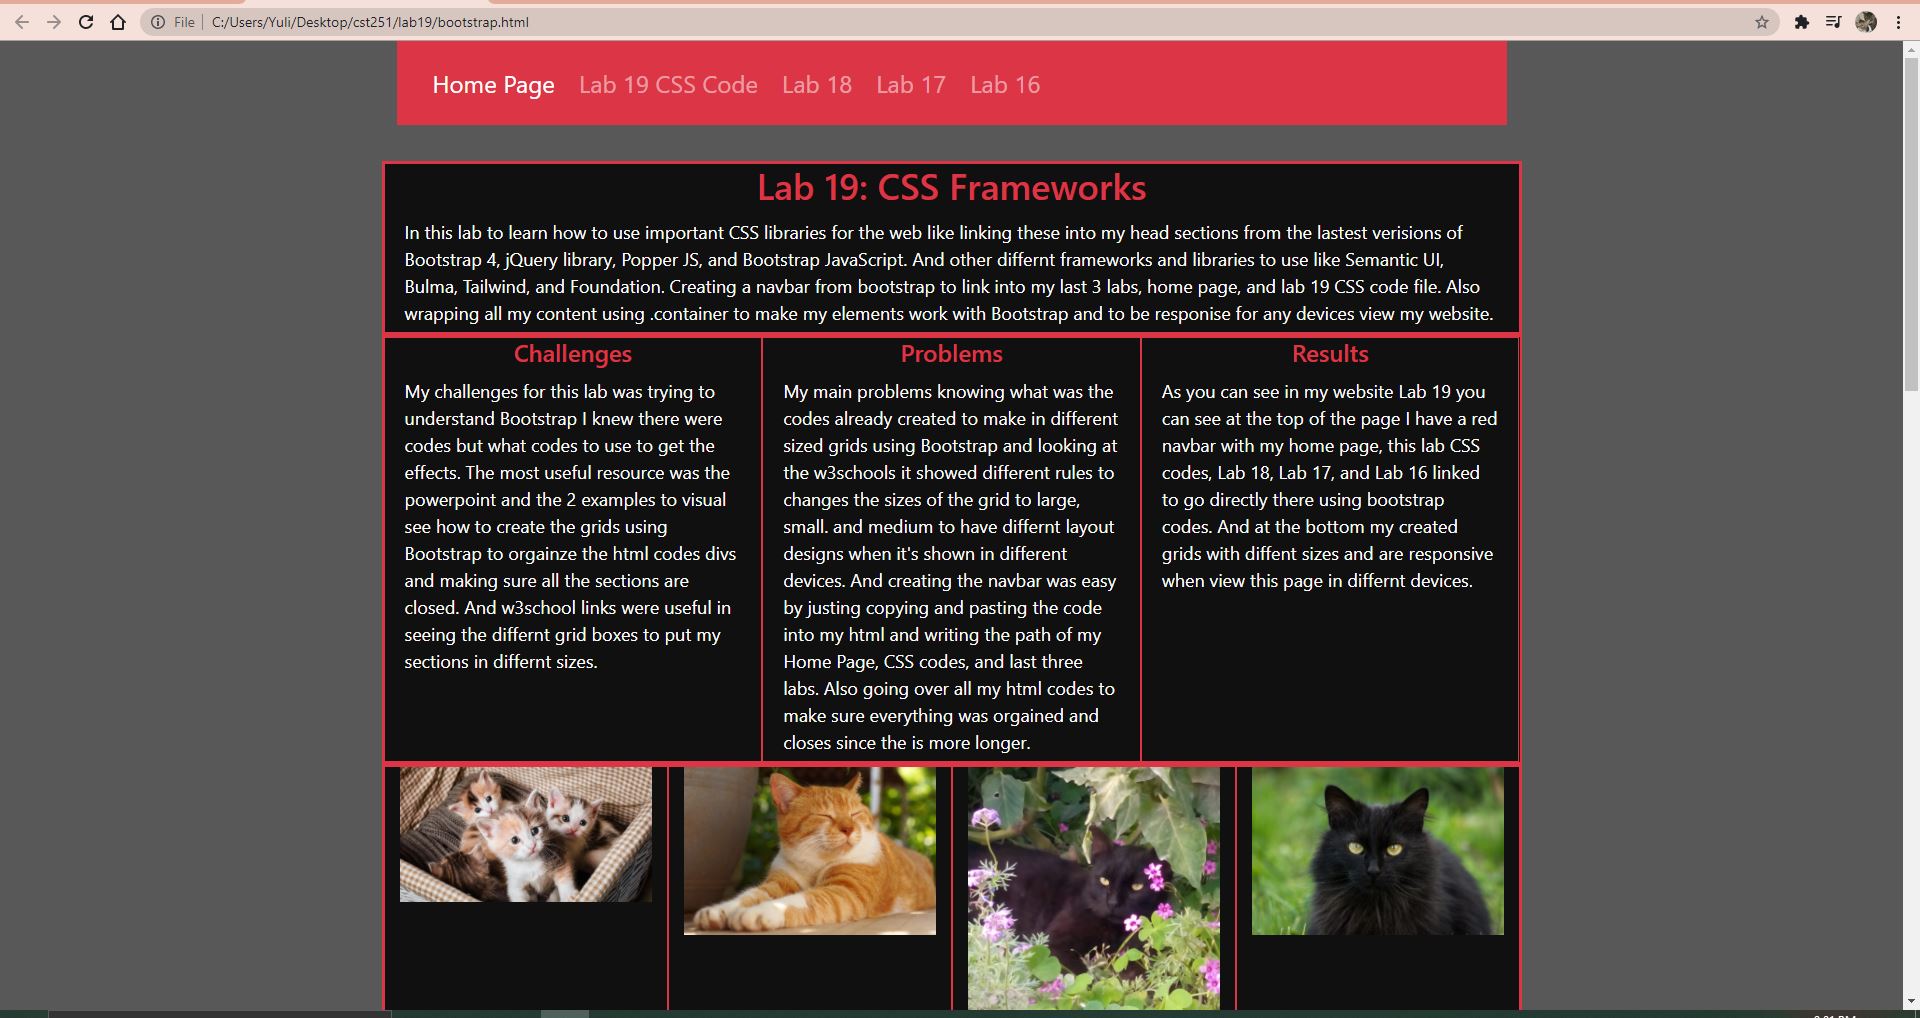 File
C:/Users/Yuli/Desktop/cst251/lab19/bootstrap.html
Home Page Lab 19 CSS Code Lab 18 Lab 17 Lab 16
Lab 19: CSS Frameworks
In this lab to learn how to use important CSS libraries for the web like linking these into my head sections from the lastest verisions of
Bootstrap 4, jQuery library, Popper JS, and Bootstrap JavaScript. And other differnt frameworks and libraries to use like Semantic UI,
Bulma, Tailwind, and Foundation. Creating a navbar from bootstrap to link into my last 3 labs, home page, and lab 19 CSS code file. Also
wrapping all my content using .container to make my elements work with Bootstrap and to be responise for any devices view my website.
Challenges
My challenges for this lab was trying to
understand Bootstrap I knew there were
codes but what codes to use to get the
effects. The most useful resource was the
powerpoint and the 2 examples to visual
see how to create the grids using
Bootstrap to orgainze the html codes divs
and making sure all the sections are
closed. And w3school links were useful in
seeing the differnt grid boxes to put my
sections in differnt sizes.
Problems
My main problems knowing what was the
codes already created to make in different
sized grids using Bootstrap and looking at
the w3schools it showed different rules to
changes the sizes of the grid to large,
small. and medium to have differnt layout
designs when it's shown in different
devices. And creating the navbar was easy
by justing copying and pasting the code
into my html and writing the path of my
Home Page, CSS codes, and last three
labs. Also going over all my html codes to
make sure everything was orgained and
closes since the is more longer.
Results
As you can see in my website Lab 19 you
can see at the top of the page I have a red
navbar with my home page, this lab CSS
codes, Lab 18, Lab 17, and Lab 16 linked
to go directly there using bootstrap
codes. And at the bottom my created
grids with diffent sizes and are responsive
when view this page in differnt devices.